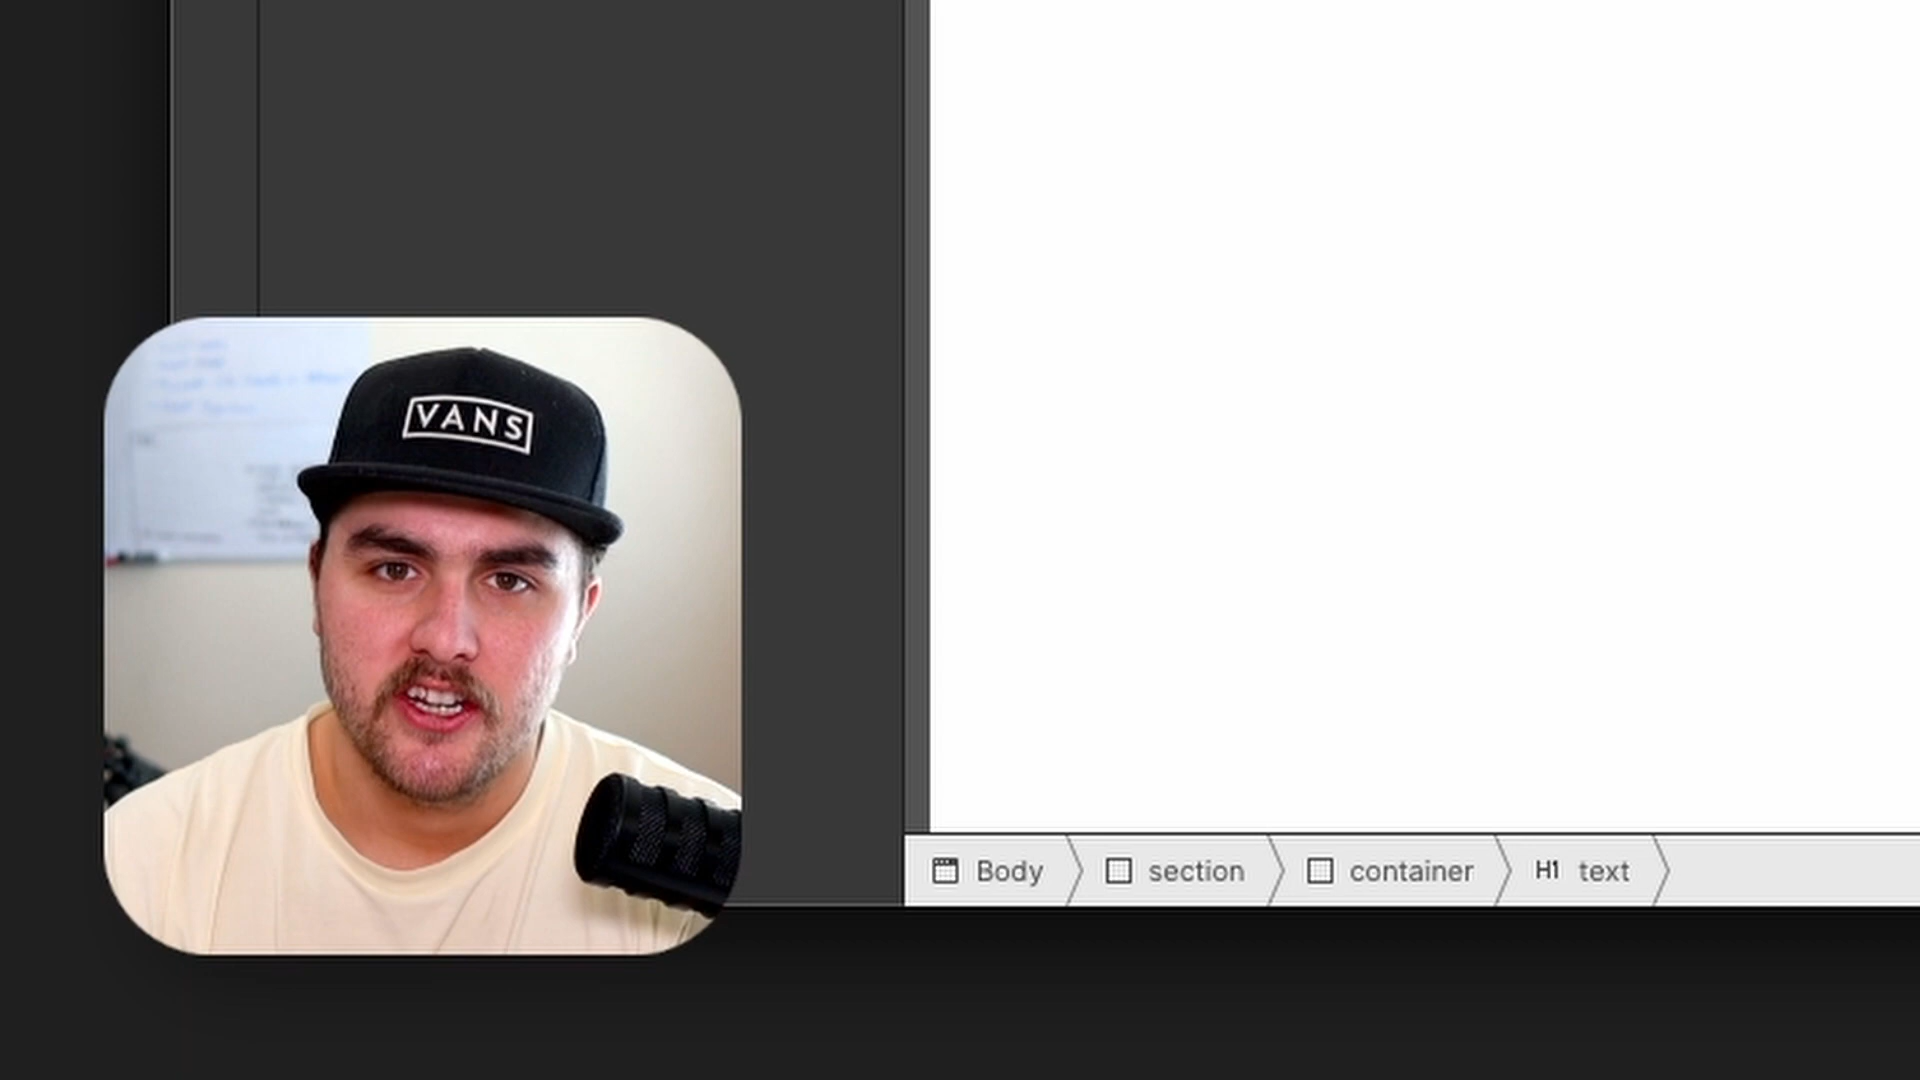 VANS
Body
section
container
H1 text